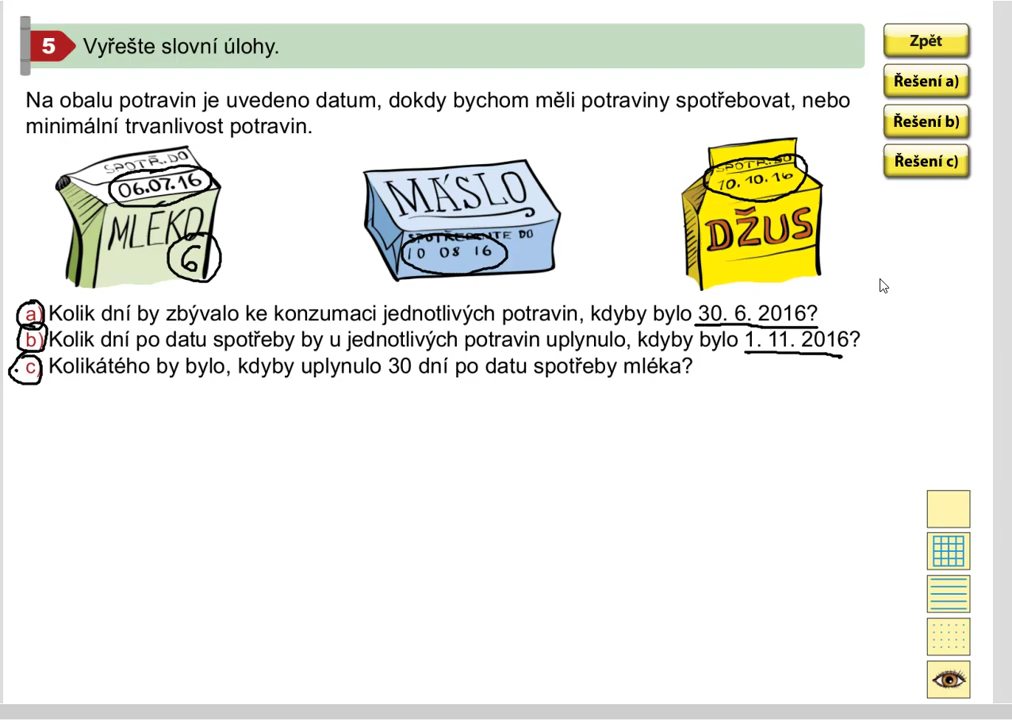 5 Vyřešte slovní úlohy.
Zpět
Řešení a)
Řešení b)
Řešení c)
Na obalu potravin je uvedeno datum, dokdy bychom měli potraviny spotřebovat, nebo
minimální trvanlivost potravin.
SPOTŘ. DO
06.07.16
MLÉKO
6
MÁSLO
SPOTŘEBUJTE DO
10 08 16
SPOTŘ. DO
10.10.16
DŽUS
a) Kolik dní by zbývalo ke konzumaci jednotlivých potravin, kdyby bylo 30. 6. 2016?
b) Kolik dní po datu spotřeby by u jednotlivých potravin uplynulo, kdyby bylo 1. 11. 2016?
c) Kolikátého by bylo, kdyby uplynulo 30 dní po datu spotřeby mléka?